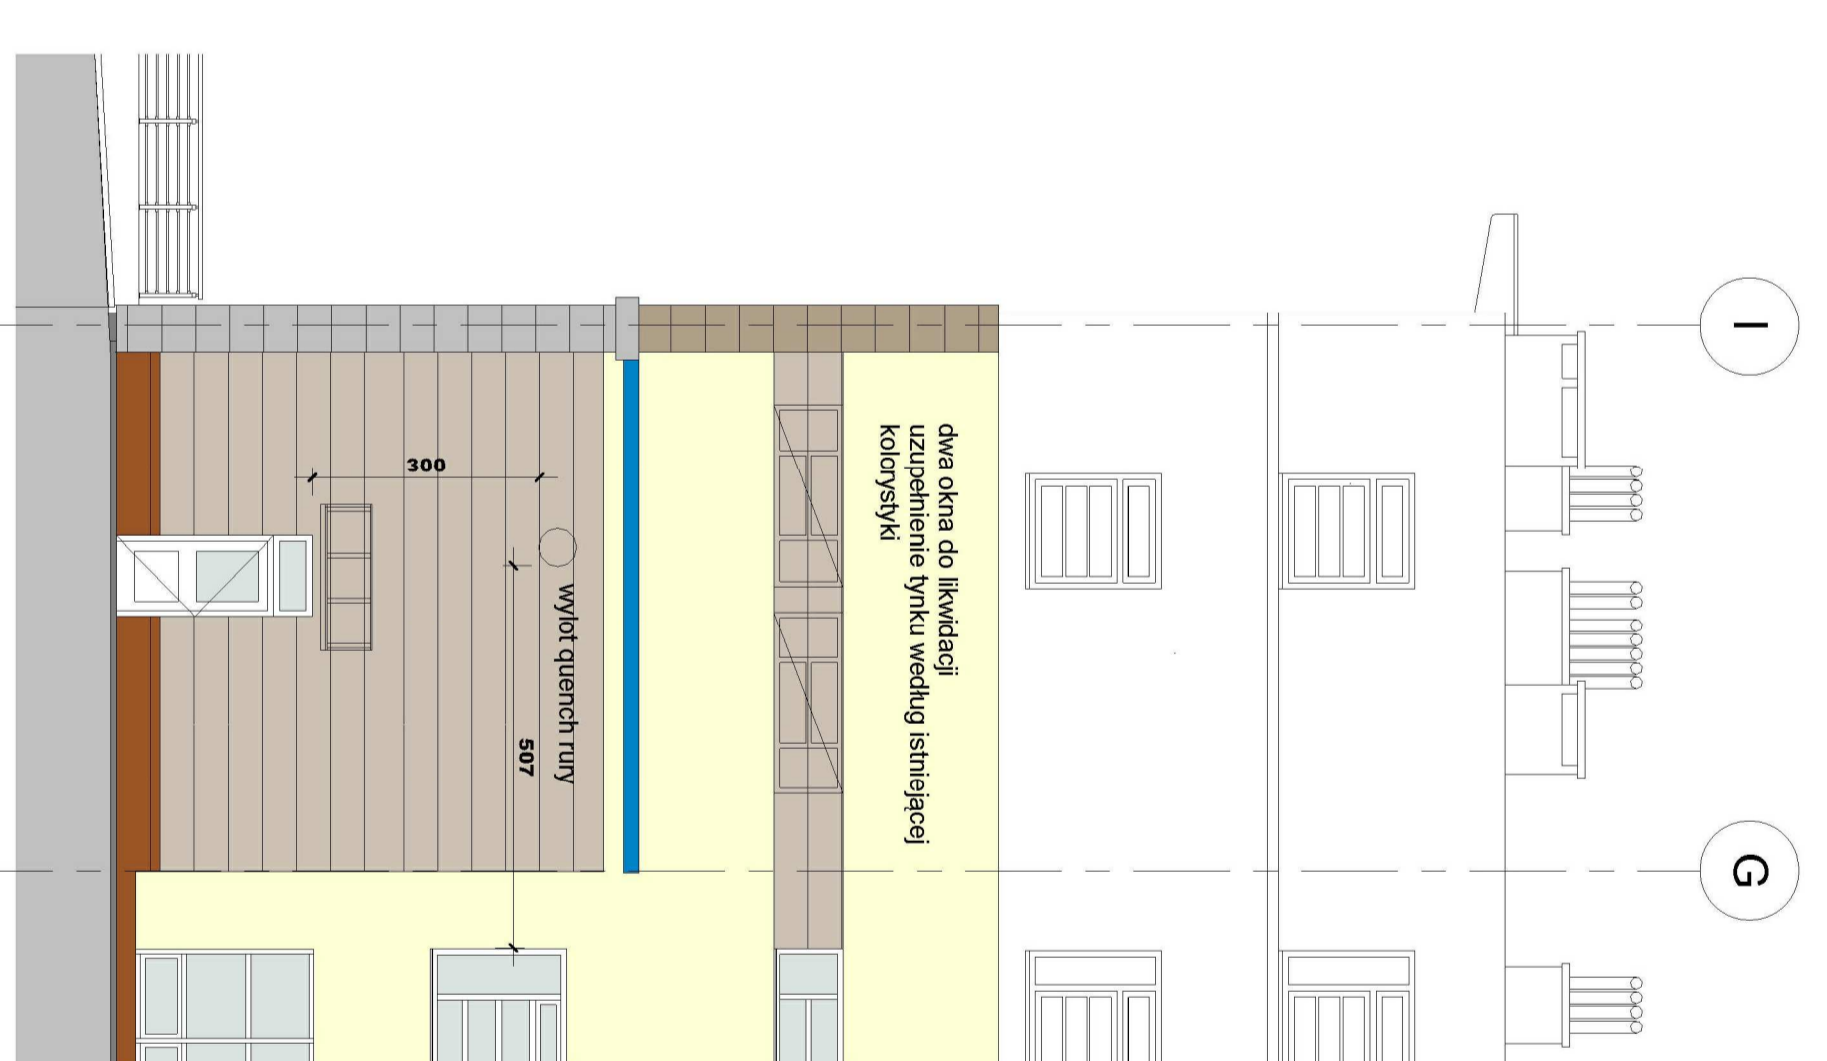 I
G
dwa okna do likwidacji
uzupełnienie tynku według istniejącej
kolorystyki
300
507
wylot quench rury